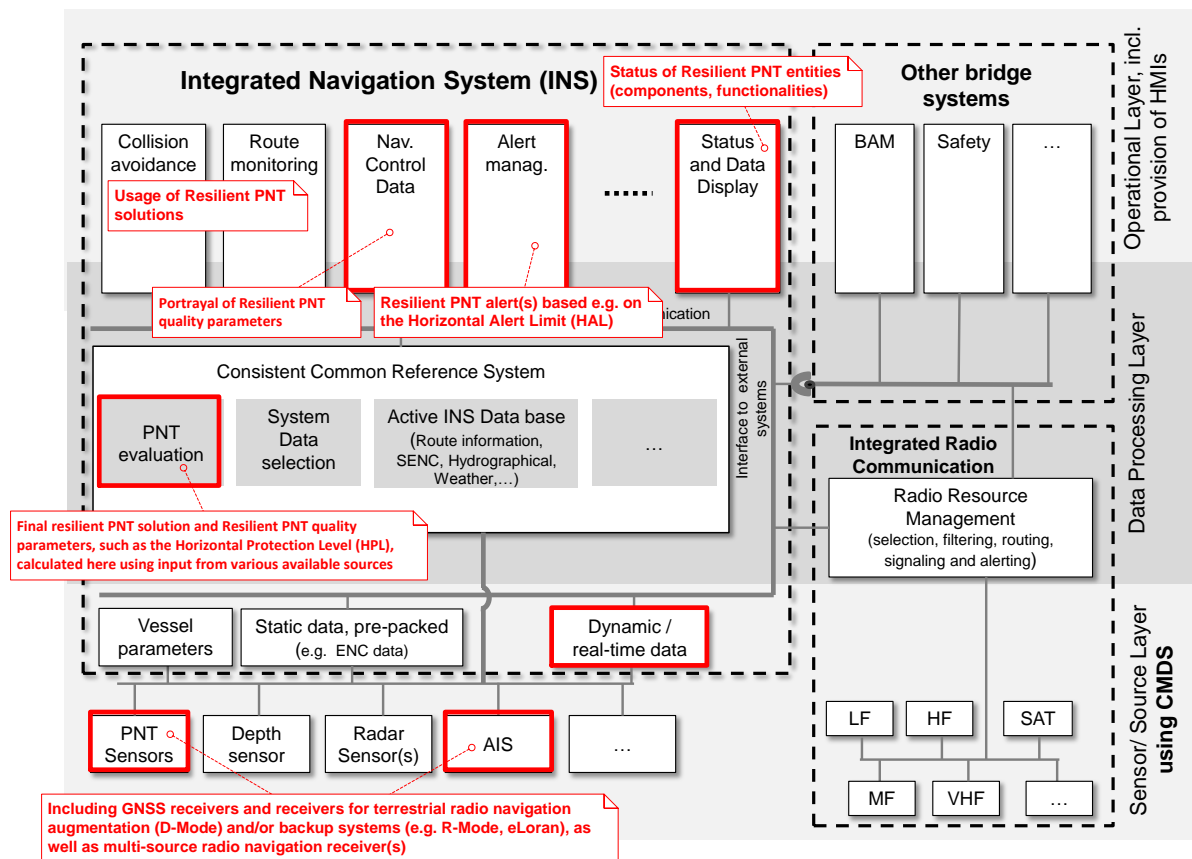 Integrated Navigation System (INS)
Status of Resilient PNT entities
(components, functionalities)
Other bridge
systems
Operational Layer, incl.
provision of HMIs
Collision
avoidance
Route
monitoring
Nav.
Control
Data
Alert
manag.
......
Status
and Data
Display
BAM
Safety
...
Usage of Resilient PNT
solutions
Portrayal of Resilient PNT
quality parameters
Resilient PNT alert(s) based e.g. on
the Horizontal Alert Limit (HAL)
Consistent Common Reference System
Interface to external
systems
Data Processing Layer
PNT
evaluation
System
Data
selection
Active INS Data base
(Route information,
SENC, Hydrographical,
Weather,…)
…
Integrated Radio
Communication
Radio Resource
Management
(selection, filtering, routing,
signaling and alerting)
Final resilient PNT solution and Resilient PNT quality
parameters, such as the Horizontal Protection Level (HPL),
calculated here using input from various available sources
Vessel
parameters
Static data, pre-packed
(e.g. ENC data)
Dynamic /
real-time data
Sensor/ Source Layer
using CMDS
PNT
Sensors
Depth
sensor
Radar
Sensor(s)
AIS
…
LF
HF
SAT
MF
VHF
…
Including GNSS receivers and receivers for terrestrial radio navigation
augmentation (D-Mode) and/or backup systems (e.g. R-Mode, eLoran), as
well as multi-source radio navigation receiver(s)